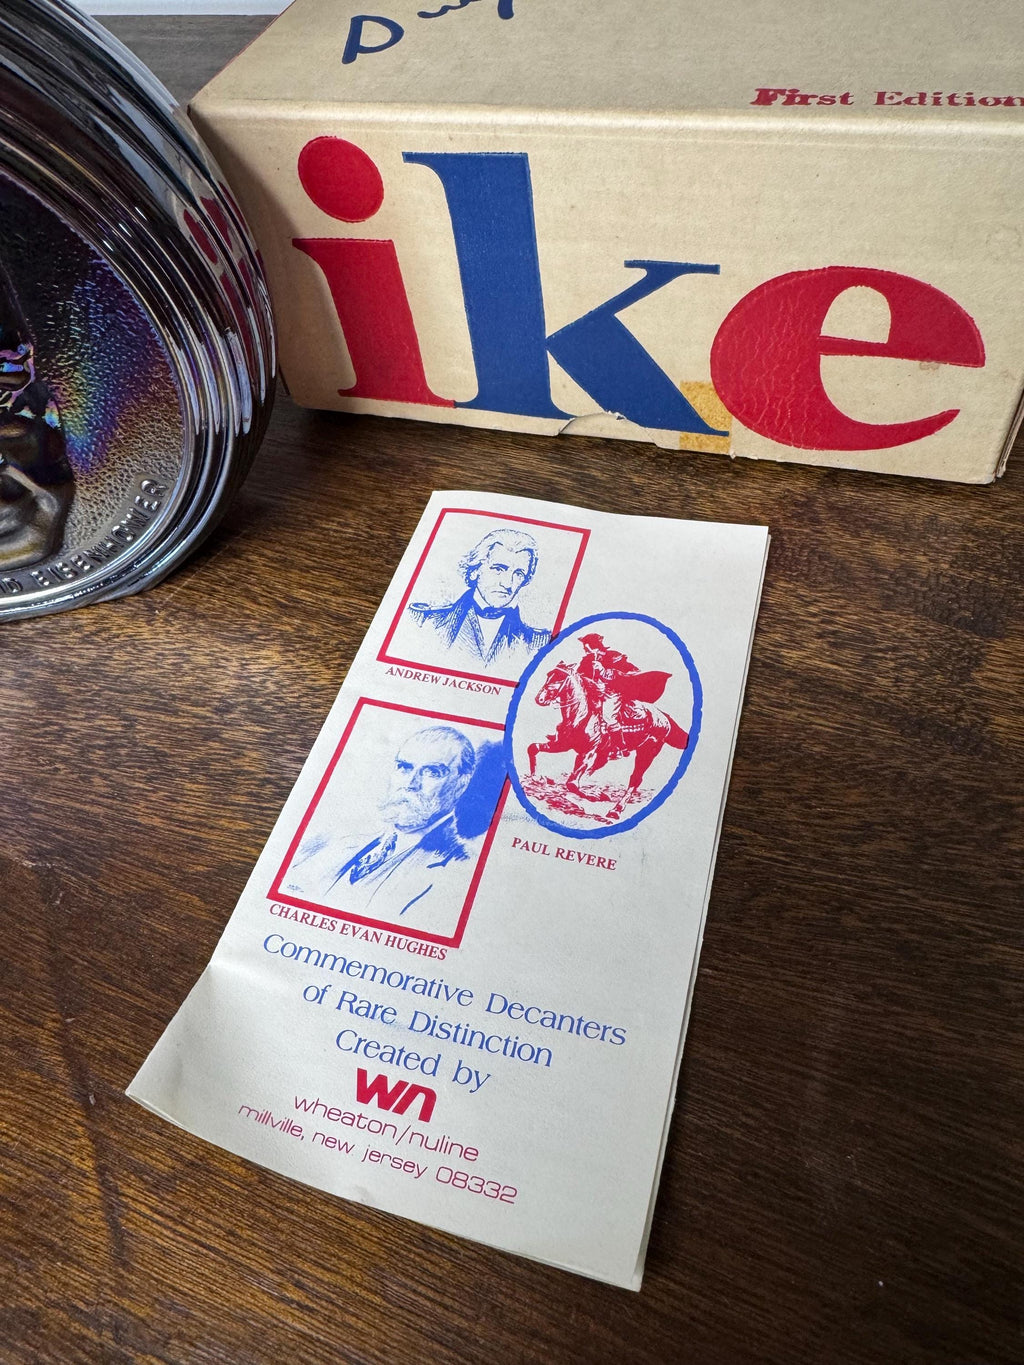 First Edition
ike
EISENHOWER
ANDREW JACKSON
PAUL REVERE
CHARLES EVAN HUGHES
Commemorative Decanters
of Rare Distinction
Created by
wn
wheaton/nuline
millville, new jersey 08332